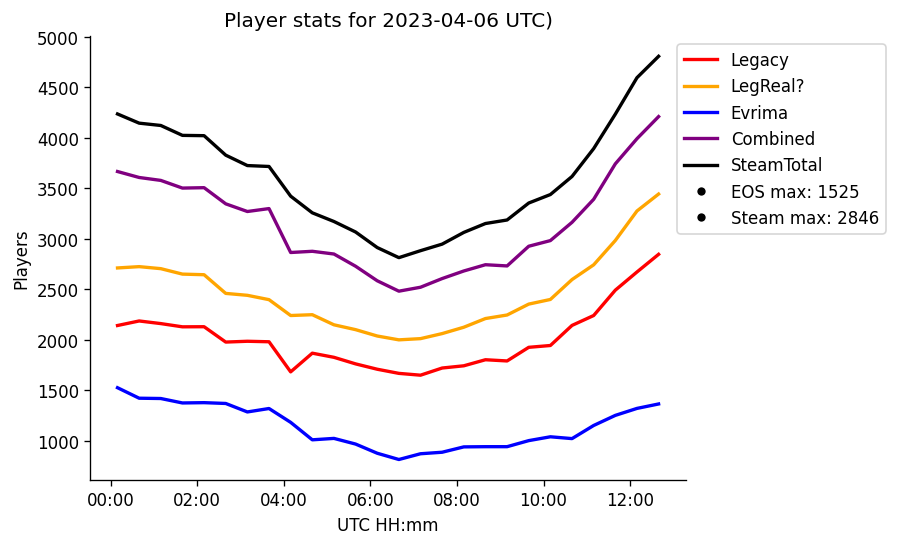 Player stats for 2023-04-06 UTC)
5000
4500
4000
3500
3000
2500
2000
1500
1000
Players
00:00 02:00 04:00 06:00 08:00 10:00 12:00
UTC HH:mm
Legacy
LegReal?
Evrima
Combined
SteamTotal
EOS max: 1525
Steam max: 2846